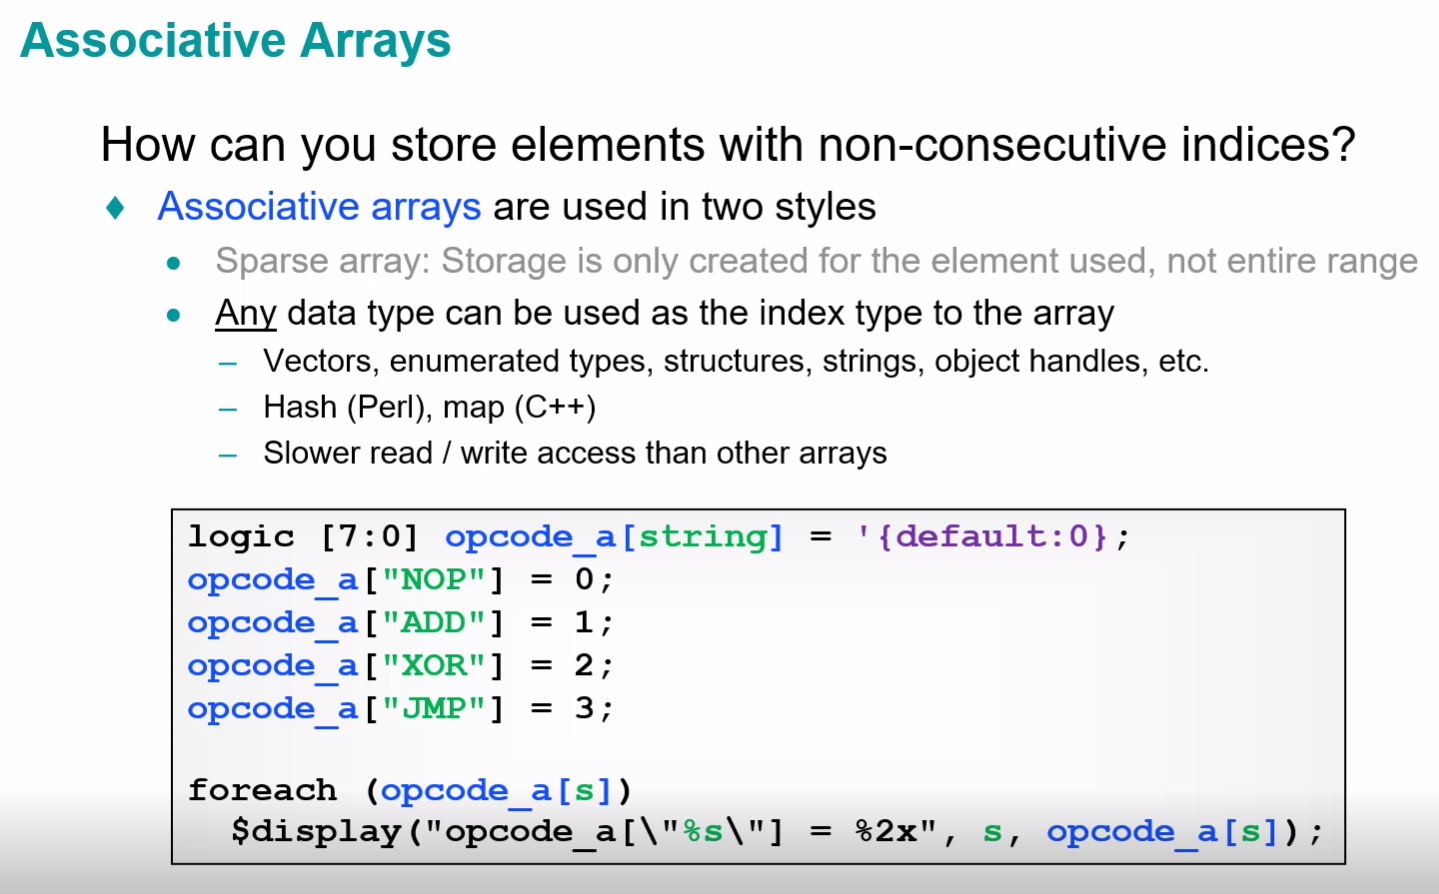 Associative Arrays
How can you store elements with non-consecutive indices?
♦ Associative arrays are used in two styles
• Sparse array: Storage is only created for the element used, not entire range
• Any data type can be used as the index type to the array
– Vectors, enumerated types, structures, strings, object handles, etc.
– Hash (Perl), map (C++)
– Slower read / write access than other arrays
logic [7:0] opcode_a[string] = '{default:0};
opcode_a["NOP"] = 0;
opcode_a["ADD"] = 1;
opcode_a["XOR"] = 2;
opcode_a["JMP"] = 3;
foreach (opcode_a[s])
$display("opcode_a[\"%s\"] = %2x", s, opcode_a[s]);